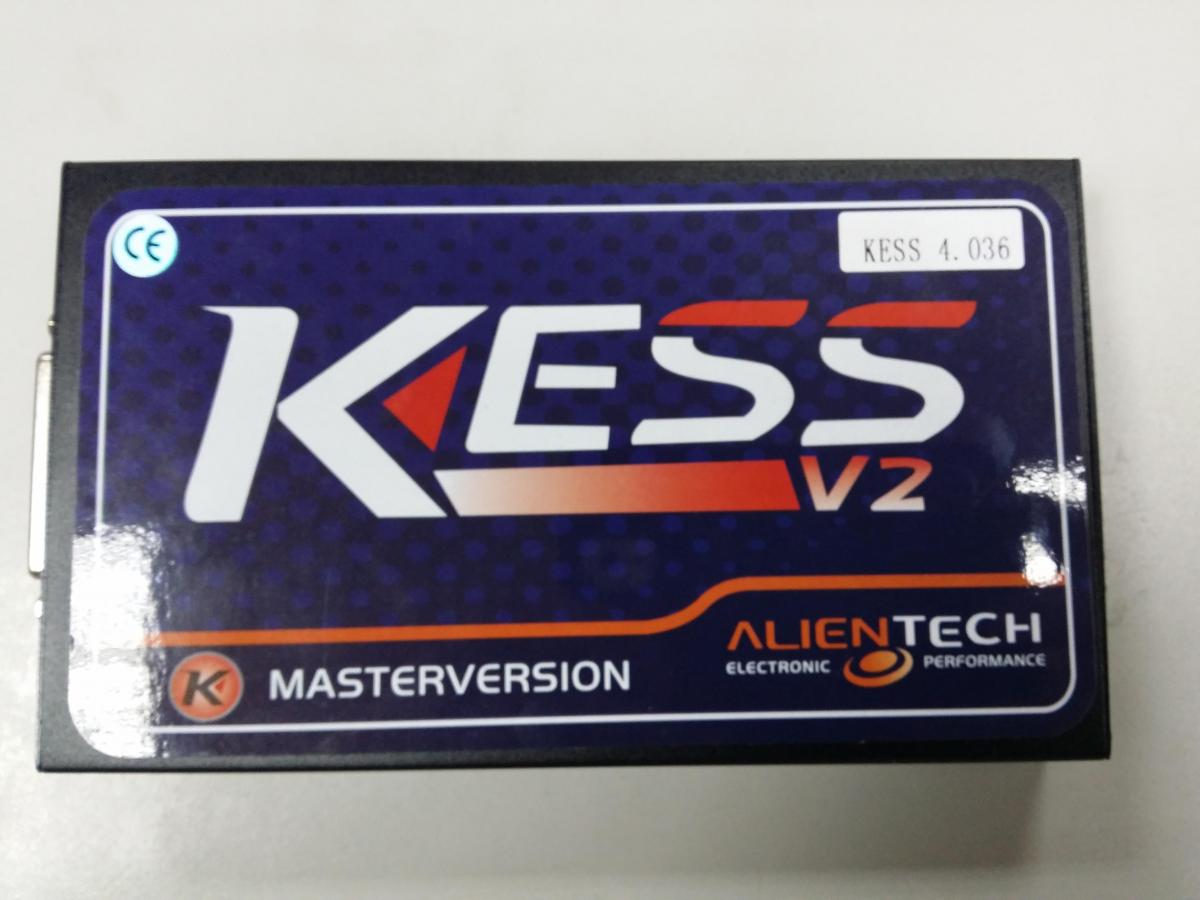 CE
KESS 4.036
KESS
V2
ALIENTECH
ELECTRONIC PERFORMANCE
K MASTERVERSION